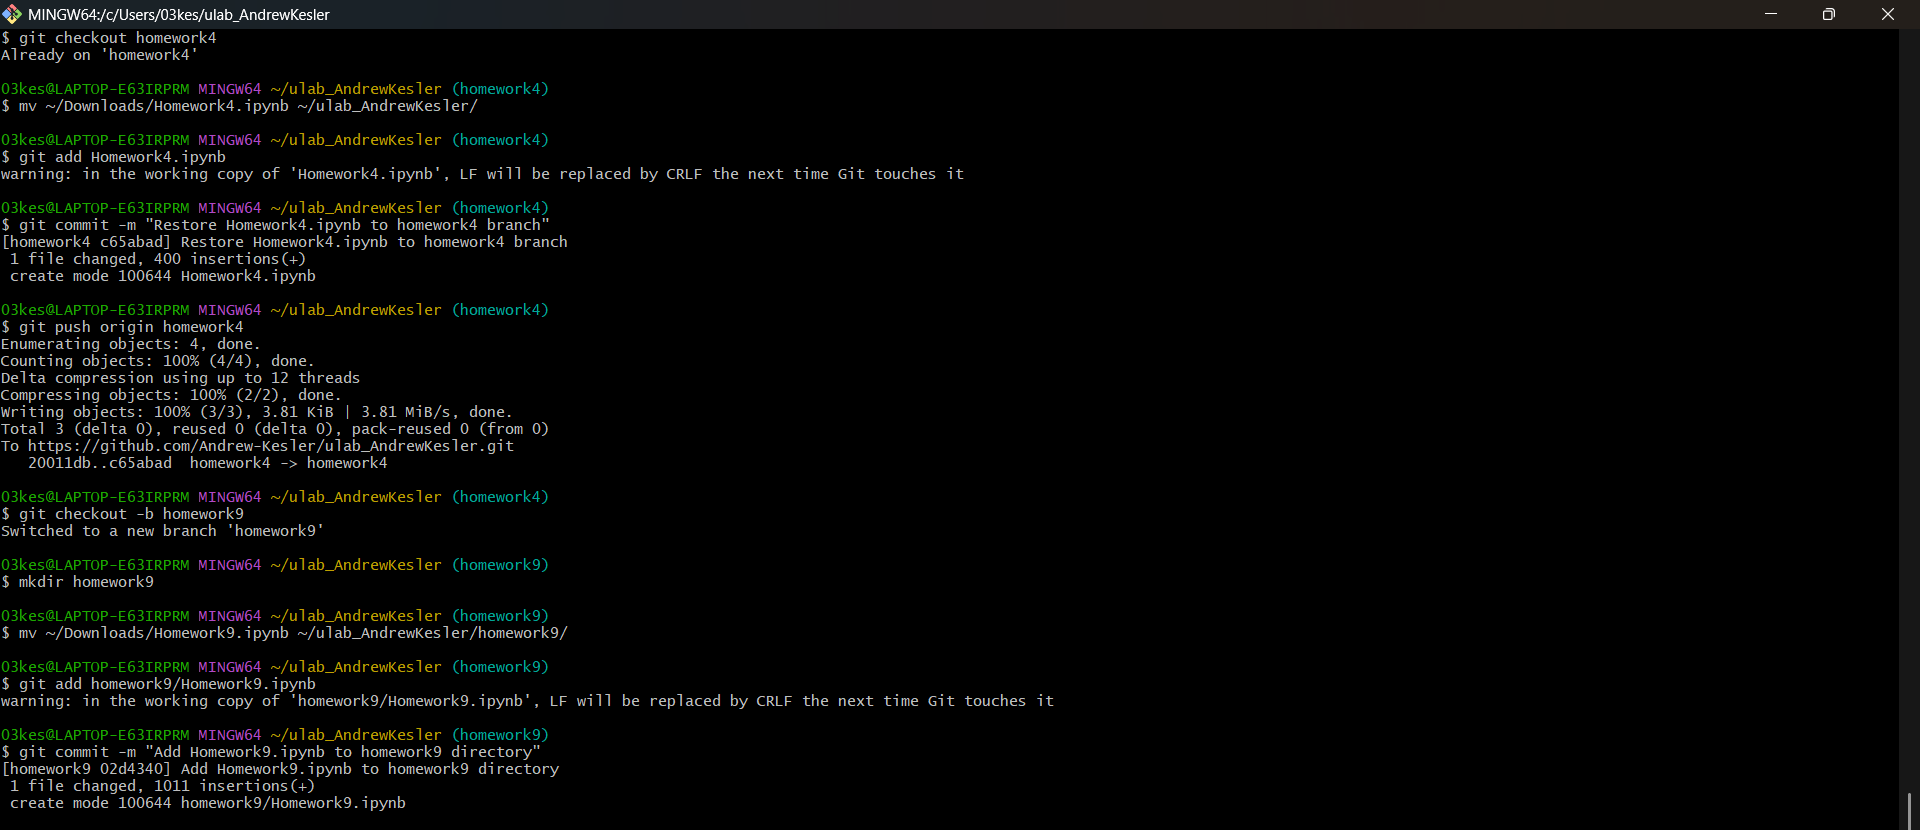 MINGW64:/c/Users/03kes/ulab_AndrewKesler
$ git checkout homework4
Already on 'homework4'
03kes@LAPTOP-E63IRPRM MINGW64 ~/ulab_AndrewKesler (homework4)
$ mv ~/Downloads/Homework4.ipynb ~/ulab_AndrewKesler/
03kes@LAPTOP-E63IRPRM MINGW64 ~/ulab_AndrewKesler (homework4)
$ git add Homework4.ipynb
warning: in the working copy of 'Homework4.ipynb', LF will be replaced by CRLF the next time Git touches it
03kes@LAPTOP-E63IRPRM MINGW64 ~/ulab_AndrewKesler (homework4)
$ git commit -m "Restore Homework4.ipynb to homework4 branch"
[homework4 c65abad] Restore Homework4.ipynb to homework4 branch
 1 file changed, 400 insertions(+)
 create mode 100644 Homework4.ipynb
03kes@LAPTOP-E63IRPRM MINGW64 ~/ulab_AndrewKesler (homework4)
$ git push origin homework4
Enumerating objects: 4, done.
Counting objects: 100% (4/4), done.
Delta compression using up to 12 threads
Compressing objects: 100% (2/2), done.
Writing objects: 100% (3/3), 3.81 KiB | 3.81 MiB/s, done.
Total 3 (delta 0), reused 0 (delta 0), pack-reused 0 (from 0)
To https://github.com/Andrew-Kesler/ulab_AndrewKesler.git
   20011db..c65abad  homework4 -> homework4
03kes@LAPTOP-E63IRPRM MINGW64 ~/ulab_AndrewKesler (homework4)
$ git checkout -b homework9
Switched to a new branch 'homework9'
03kes@LAPTOP-E63IRPRM MINGW64 ~/ulab_AndrewKesler (homework9)
$ mkdir homework9
03kes@LAPTOP-E63IRPRM MINGW64 ~/ulab_AndrewKesler (homework9)
$ mv ~/Downloads/Homework9.ipynb ~/ulab_AndrewKesler/homework9/
03kes@LAPTOP-E63IRPRM MINGW64 ~/ulab_AndrewKesler (homework9)
$ git add homework9/Homework9.ipynb
warning: in the working copy of 'homework9/Homework9.ipynb', LF will be replaced by CRLF the next time Git touches it
03kes@LAPTOP-E63IRPRM MINGW64 ~/ulab_AndrewKesler (homework9)
$ git commit -m "Add Homework9.ipynb to homework9 directory"
[homework9 02d4340] Add Homework9.ipynb to homework9 directory
 1 file changed, 1011 insertions(+)
 create mode 100644 homework9/Homework9.ipynb